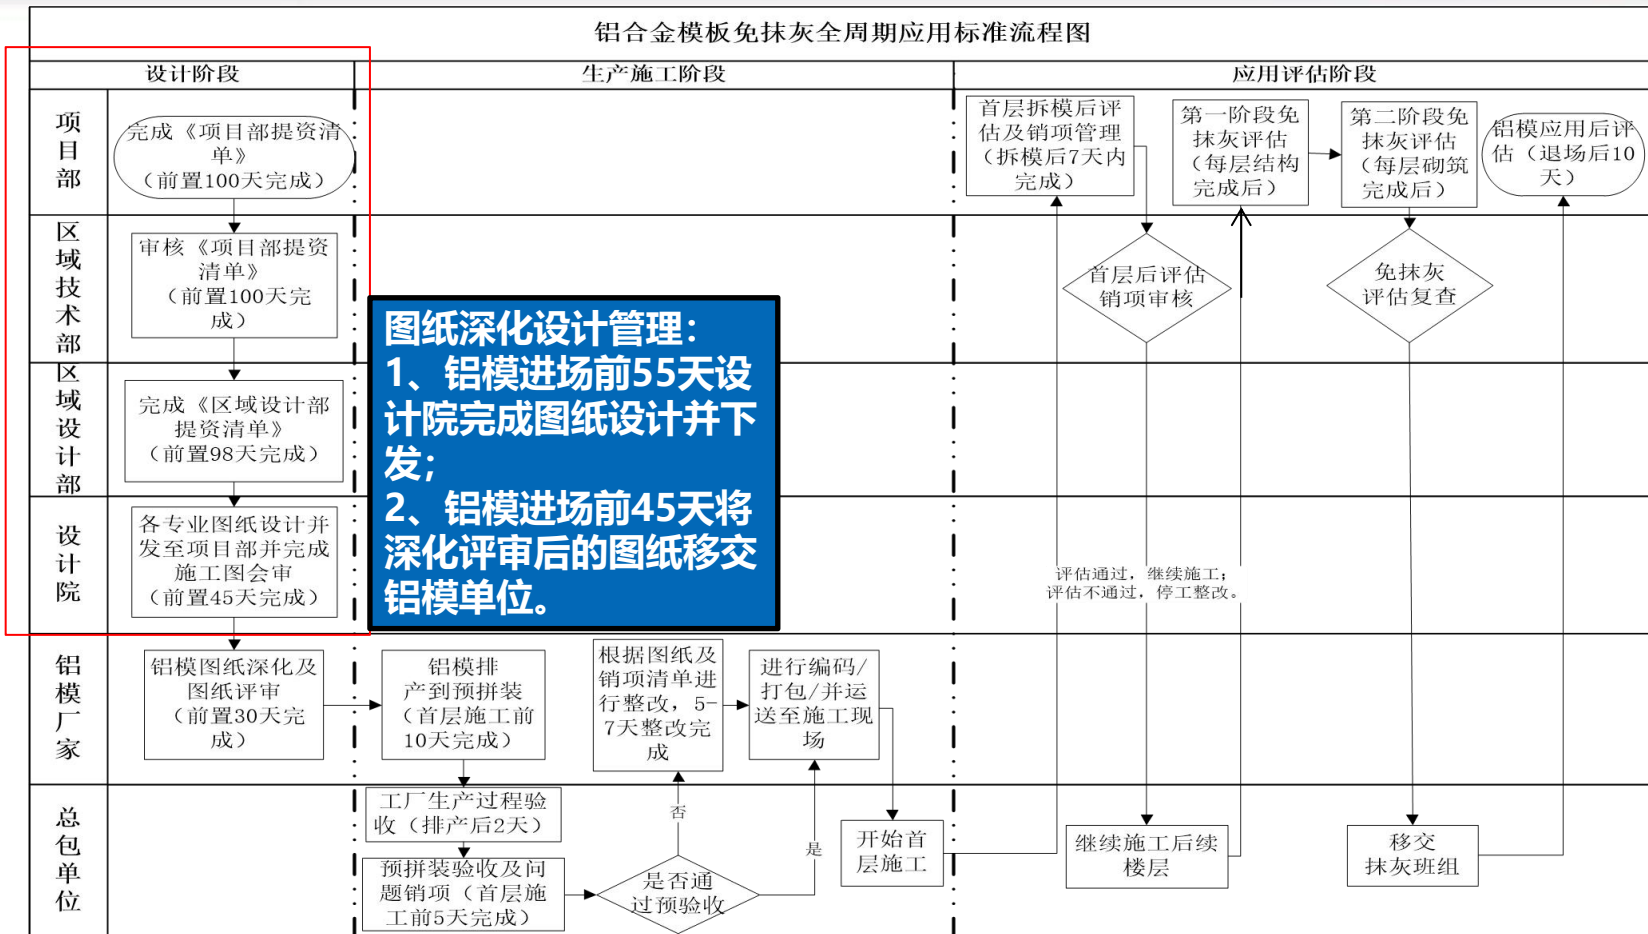 铝合金模板免抹灰全周期应用标准流程图
设计阶段
生产施工阶段
应用评估阶段
项
目
部
完成《项目部提资清
单》
（前置100天完成）
首层拆模后评
估及销项管理
（拆模后7天内
完成）
第一阶段免
抹灰评估
（每层结构
完成后）
第二阶段免
抹灰评估
（每层砌筑
完成后）
铝模应用后评
估（退场后10
天）
区
域
技
术
部
审核《项目部提资
清单》
（前置100天完
成）
首层后评估
销项审核
免抹灰
评估复查
图纸深化设计管理：
1、铝模进场前55天设
计院完成图纸设计并下
发；
2、铝模进场前45天将
深化评审后的图纸移交
铝模单位。
区
域
设
计
部
完成《区域设计部
提资清单》
（前置98天完成）
设
计
院
各专业图纸设计并
发至项目部并完成
施工图会审
（前置45天完成）
评估通过，继续施工；
评估不通过，停工整改。
铝
模
厂
家
铝模图纸深化及
图纸评审
（前置30天完
成）
铝模排
产到预拼装
（首层施工前
10天完成）
根据图纸及
销项清单进
行整改，5-
7天整改完
成
进行编码/
打包/并运
送至施工现
场
总
包
单
位
工厂生产过程验
收（排产后2天）
预拼装验收及问
题销项（首层施
工前5天完成）
否
是否通
过预验收
是
开始首
层施工
继续施工后续
楼层
移交
抹灰班组